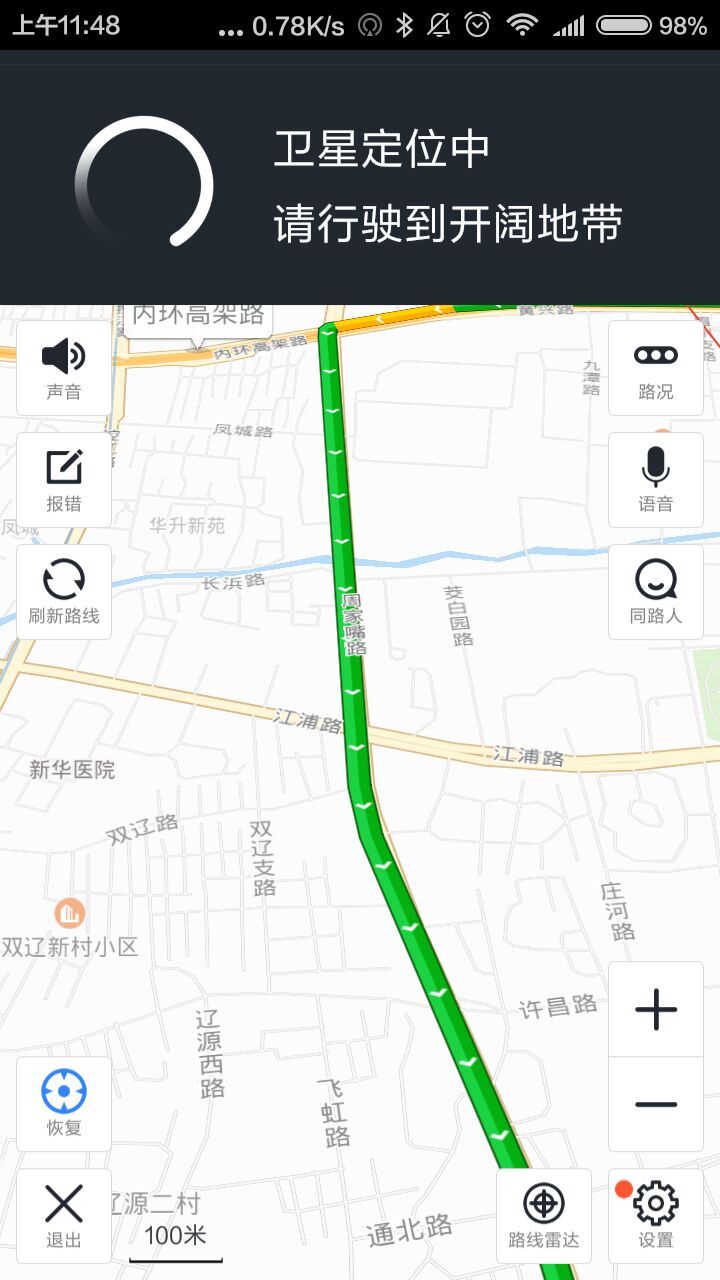 上午11:48
... 0.78K/s
98%
卫星定位中
请行驶到开阔地带
内环高架路
黄兴路
声音
内环高架路
路况
九潭路
凤城路
报错
语音
凤城
华升新苑
长浜路
刷新路线
周家嘴路
茭白园路
同路人
江浦路
江浦路
新华医院
双辽路
双辽支路
庄河路
双辽新村小区
许昌路
辽源西路
飞虹路
恢复
辽源二村
100米
通北路
退出
路线雷达
设置